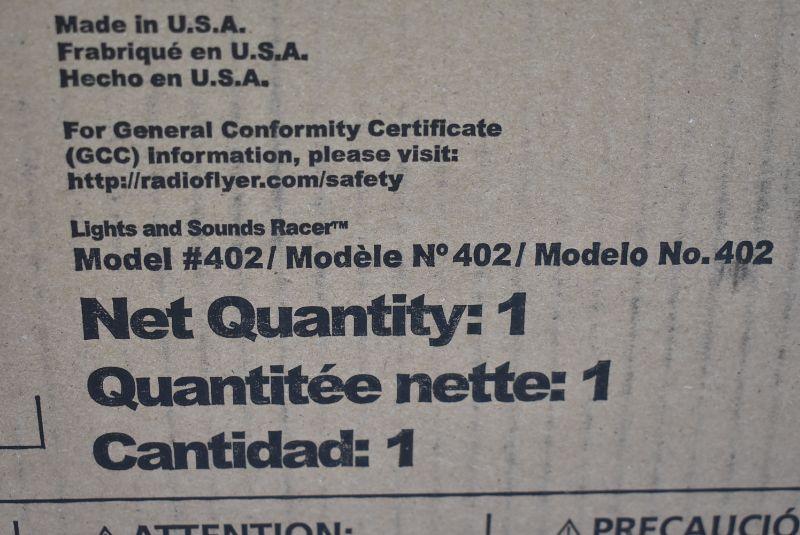 Made in U.S.A.
Frabriqué en U.S.A.
Hecho en U.S.A.
For General Conformity Certificate
(GCC) Information, please visit:
http://radioflyer.com/safety
Lights and Sounds Racer™
Model #402/ Modèle Nº 402/ Modelo No. 402
Net Quantity: 1
Quantitée nette: 1
Cantidad: 1
⚠ ATTENTION: ⚠ PRECAUCIÓ